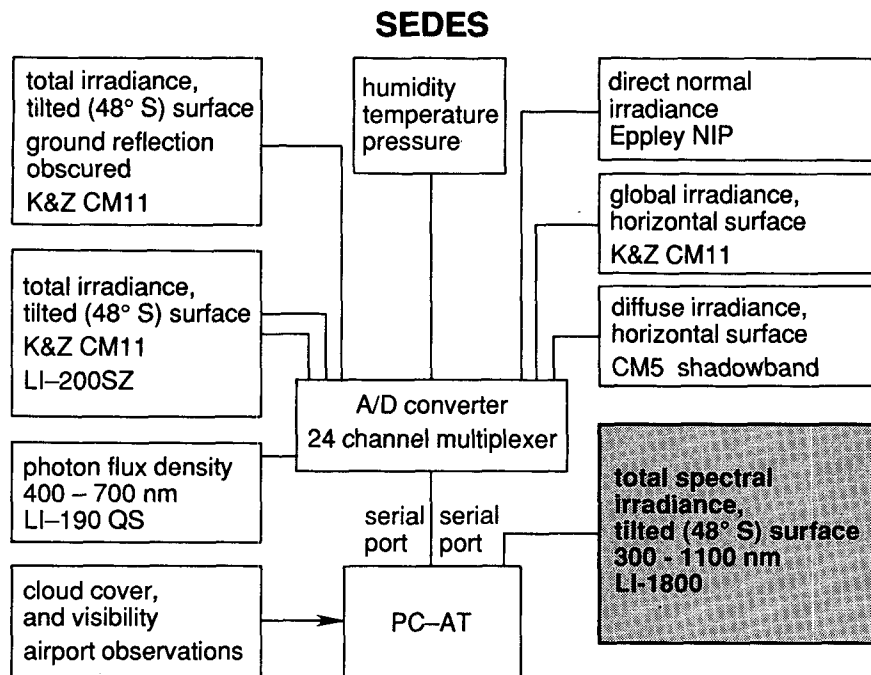 SEDES
total irradiance,
tilted (48° S) surface
ground reflection
obscured
K&Z CM11
humidity
temperature
pressure
direct normal
irradiance
Eppley NIP
global irradiance,
horizontal surface
K&Z CM11
total irradiance,
tilted (48° S) surface
K&Z CM11
LI–200SZ
diffuse irradiance,
horizontal surface
CM5 shadowband
A/D converter
24 channel multiplexer
photon flux density
400 – 700 nm
LI–190 QS
total spectral
irradiance,
tilted (48° S) surface
300 - 1100 nm
LI-1800
serial
port
serial
port
cloud cover,
and visibility
airport observations
PC–AT